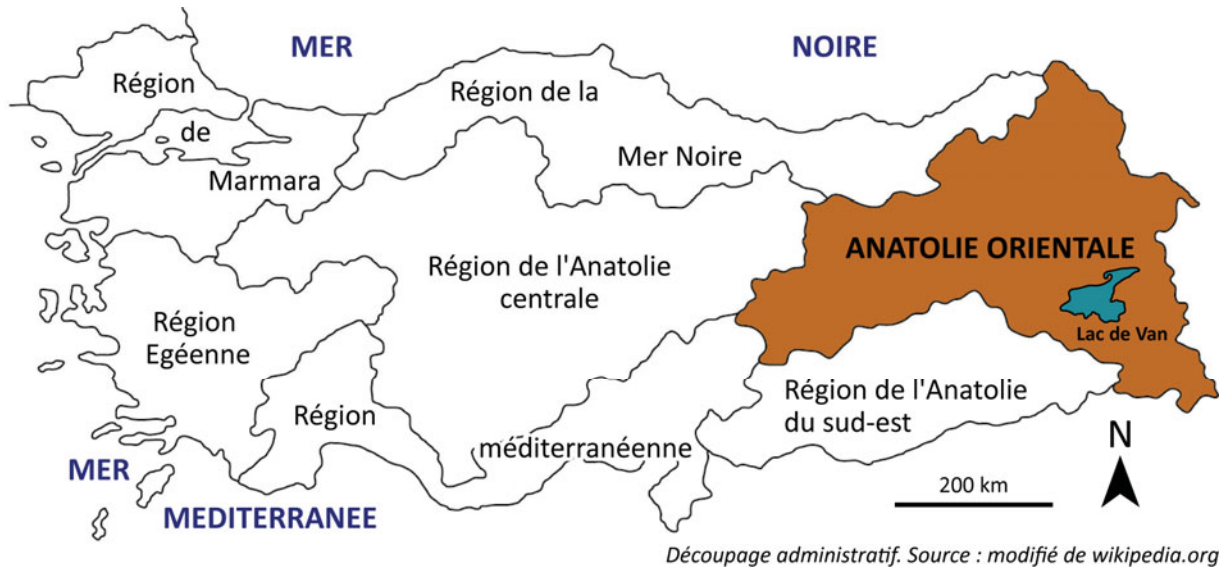 MER NOIRE
Région
de
Marmara
Région de la
Mer Noire
ANATOLIE ORIENTALE
Région de l'Anatolie
centrale
Lac de Van
Région
Egéenne
Région
méditerranéenne
Région de l'Anatolie
du sud-est
N
200 km
MER
MEDITERRANEE
Découpage administratif. Source : modifié de wikipedia.org